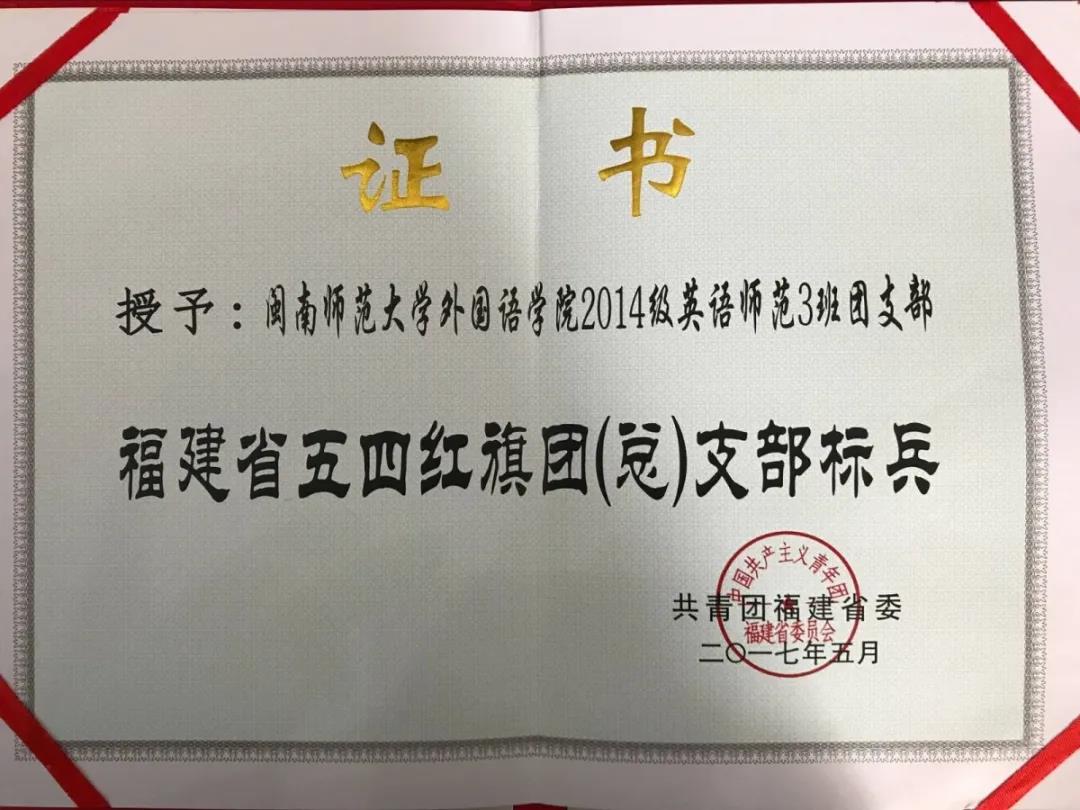 证 书
授予：闽南师范大学外国语学院2014级英语师范3班团支部
福建省五四红旗团(总)支部标兵
中国共产主义青年团
福建省委员会
共青团福建省委
二〇一七年五月